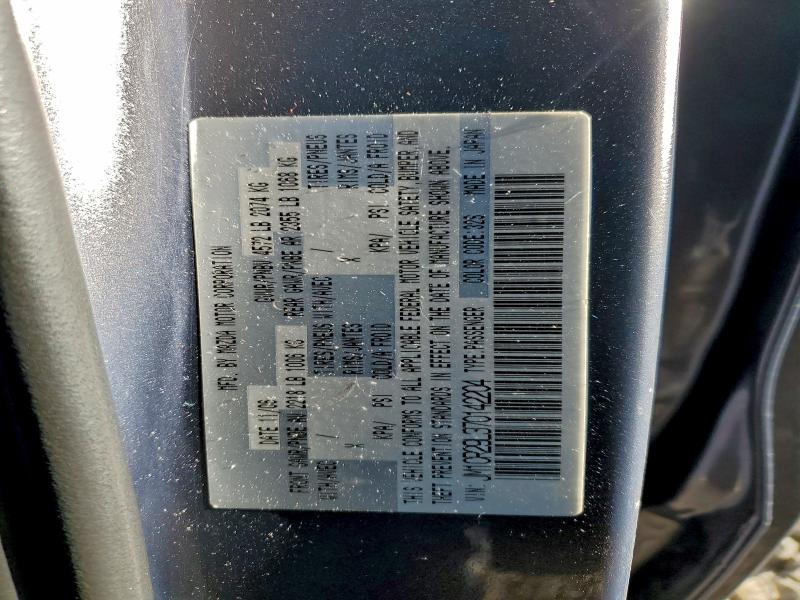 MFD. BY MAZDA MOTOR CORPORATION
DATE GVWR/PNBV 4572 LB 2074 KG
FRONT GAWR/PNBE AV 2218 LB 1006 KG REAR GAWR/PNBE AR 2355 LB 1068 KG
WITH/AVEC / TIRES/PNEUS WITH/AVEC / TIRES/PNEUS
X RIMS/JANTES X RIMS/JANTES
KPA/ PSI COLD/A FROID KPA/ PSI COLD/A FROID
THIS VEHICLE CONFORMS TO ALL APPLICABLE FEDERAL MOTOR VEHICLE SAFETY, BUMPER AND
THEFT PREVENTION STANDARDS IN EFFECT ON THE DATE OF MANUFACTURE SHOWN ABOVE.
VIN: JM1CR29L570142224 TYPE:PASSENGER COLOR CODE:32S MADE IN JAPAN